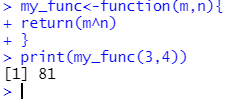 > my_func<-function(m,n){
+ return(m^n)
+ }
> print(my_func(3,4))
[1] 81
>